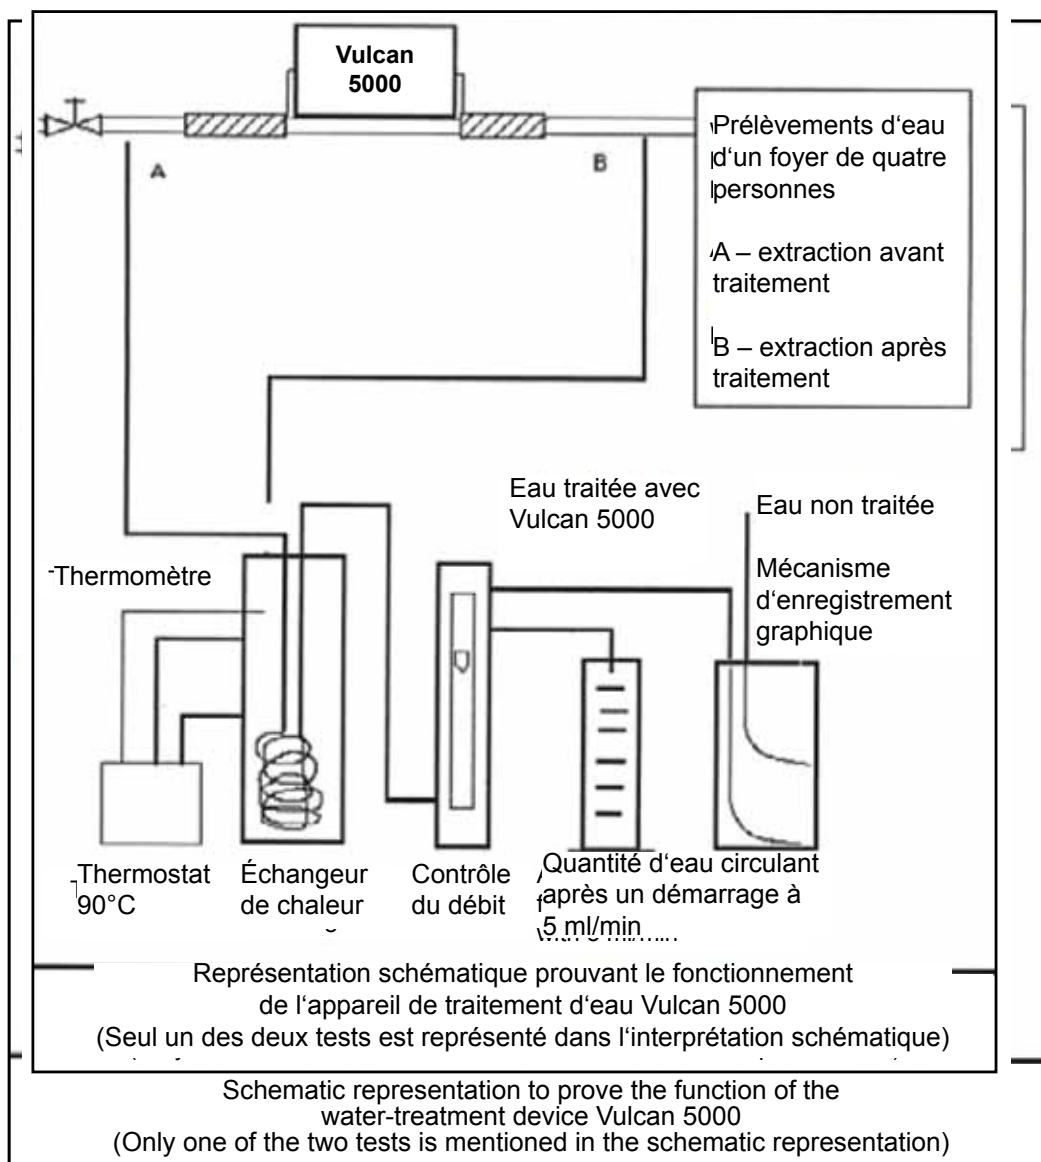 Vulcan
5000
A
B
Prélèvements d‘eau
d‘un foyer de quatre
personnes
A – extraction avant
traitement
B – extraction après
traitement
Eau traitée avec
Vulcan 5000
Eau non traitée
Thermomètre
Mécanisme
d‘enregistrement
graphique
Thermostat
90°C
Échangeur
de chaleur
Contrôle
du débit
Quantité d‘eau circulant
après un démarrage à
5 ml/min
Représentation schématique prouvant le fonctionnement
de l‘appareil de traitement d‘eau Vulcan 5000
(Seul un des deux tests est représenté dans l‘interprétation schématique)
Schematic representation to prove the function of the
water-treatment device Vulcan 5000
(Only one of the two tests is mentioned in the schematic representation)